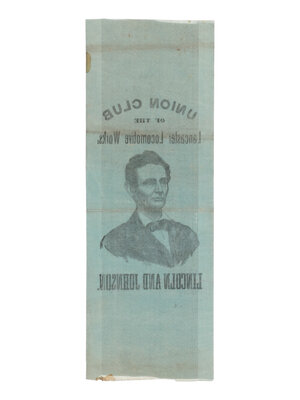 UNION CLUB
OF THE
Lancaster Locomotive Works.
LINCOLN AND JOHNSON.